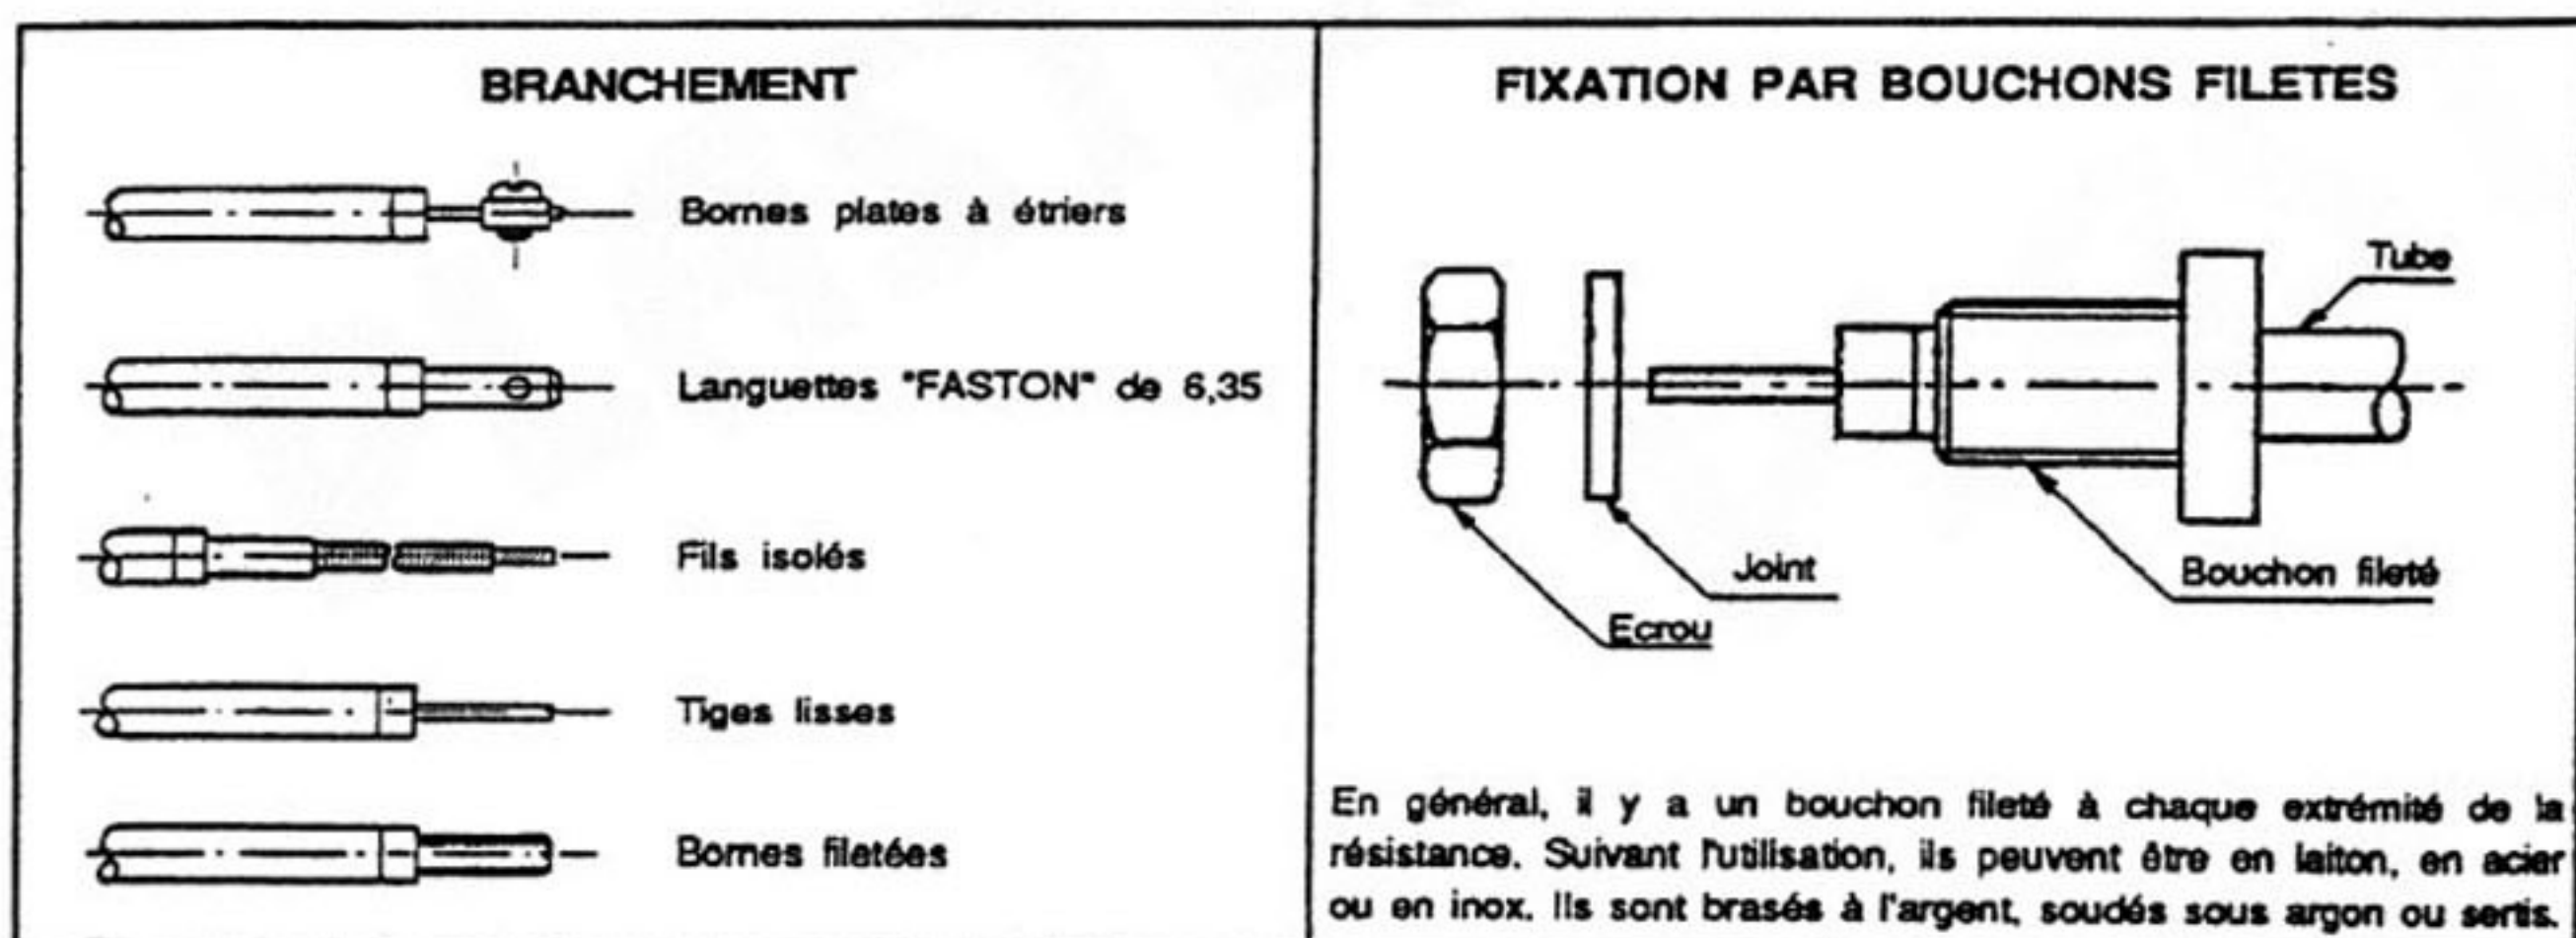 BRANCHEMENT
Bornes plates à étriers
Languettes "FASTON" de 6,35
Fils isolés
Tiges lisses
Bornes filetées
FIXATION PAR BOUCHONS FILETES
Tube
Joint
Bouchon fileté
Ecrou
En général, il y a un bouchon fileté à chaque extrémité de la
résistance. Suivant l'utilisation, ils peuvent être en laiton, en acier
ou en inox. Ils sont brasés à l'argent, soudés sous argon ou sertis.